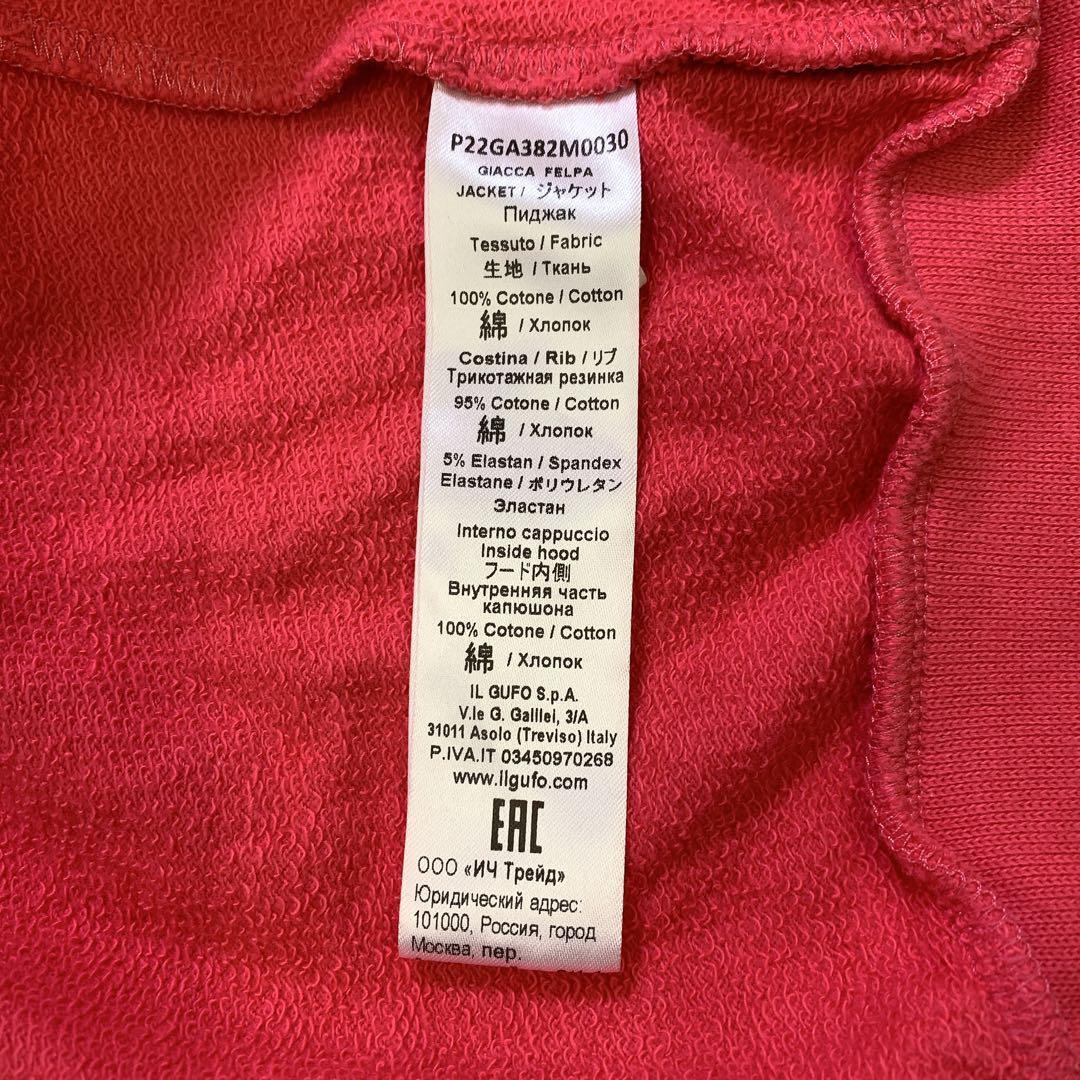 P22GA382M0030
GIACCA FELPA
JACKET / ジャケット
Пиджак
Tessuto / Fabric
生地 / Ткань
100% Cotone / Cotton
綿 / Хлопок
Costina / Rib / リブ
Трикотажная резинка
95% Cotone / Cotton
綿 / Хлопок
5% Elastan / Spandex
Elastane / ポリウレタン
Эластан
Interno cappuccio
Inside hood
フード内側
Внутренняя часть
капюшона
100% Cotone / Cotton
綿 / Хлопок
IL GUFO S.p.A.
V.le G. Galilei, 3/A
31011 Asolo (Treviso) Italy
P.IVA.IT 03450970268
www.ilgufo.com
EAC
ООО «ИЧ Трейд»
Юридический адрес:
101000, Россия, город
Москва, пер.